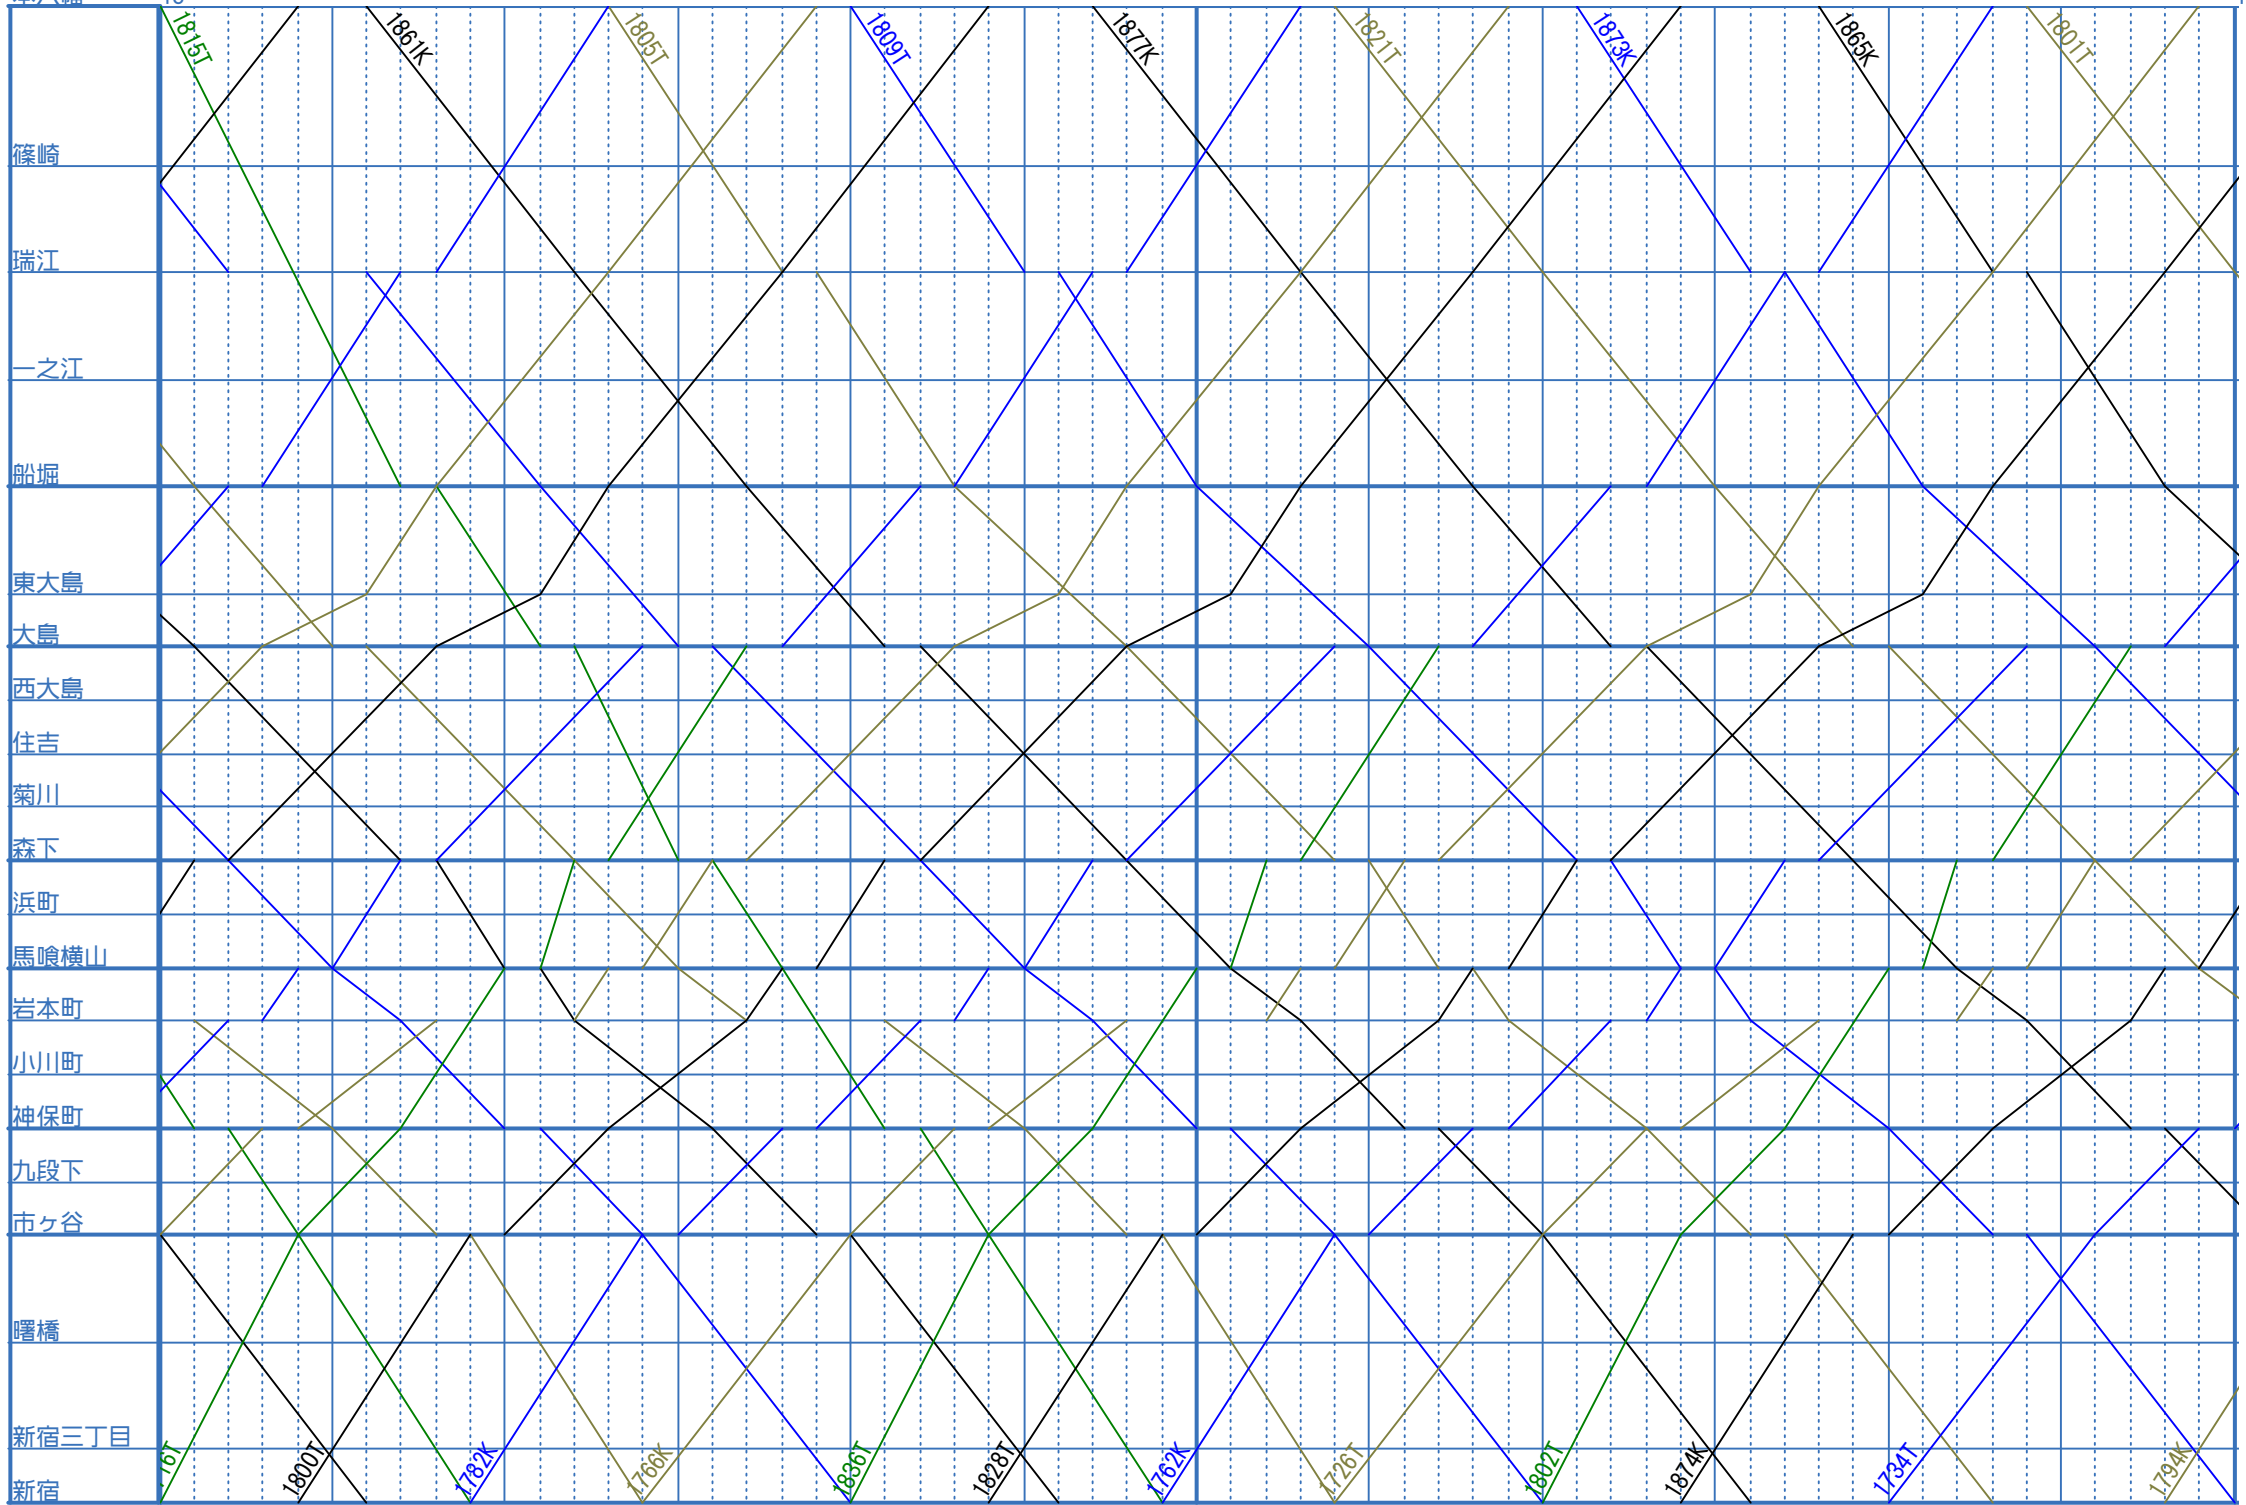 1815T
1861K
1805T
1809T
1877K
1821T
1873K
1865K
1801T
篠崎
瑞江
一之江
船堀
東大島
大島
西大島
住吉
菊川
森下
浜町
馬喰横山
岩本町
小川町
神保町
九段下
市ヶ谷
曙橋
新宿三丁目
新宿
16T
1800T
1782K
1766K
1836T
1828T
1762K
1726T
1802T
1874K
1734T
1794K